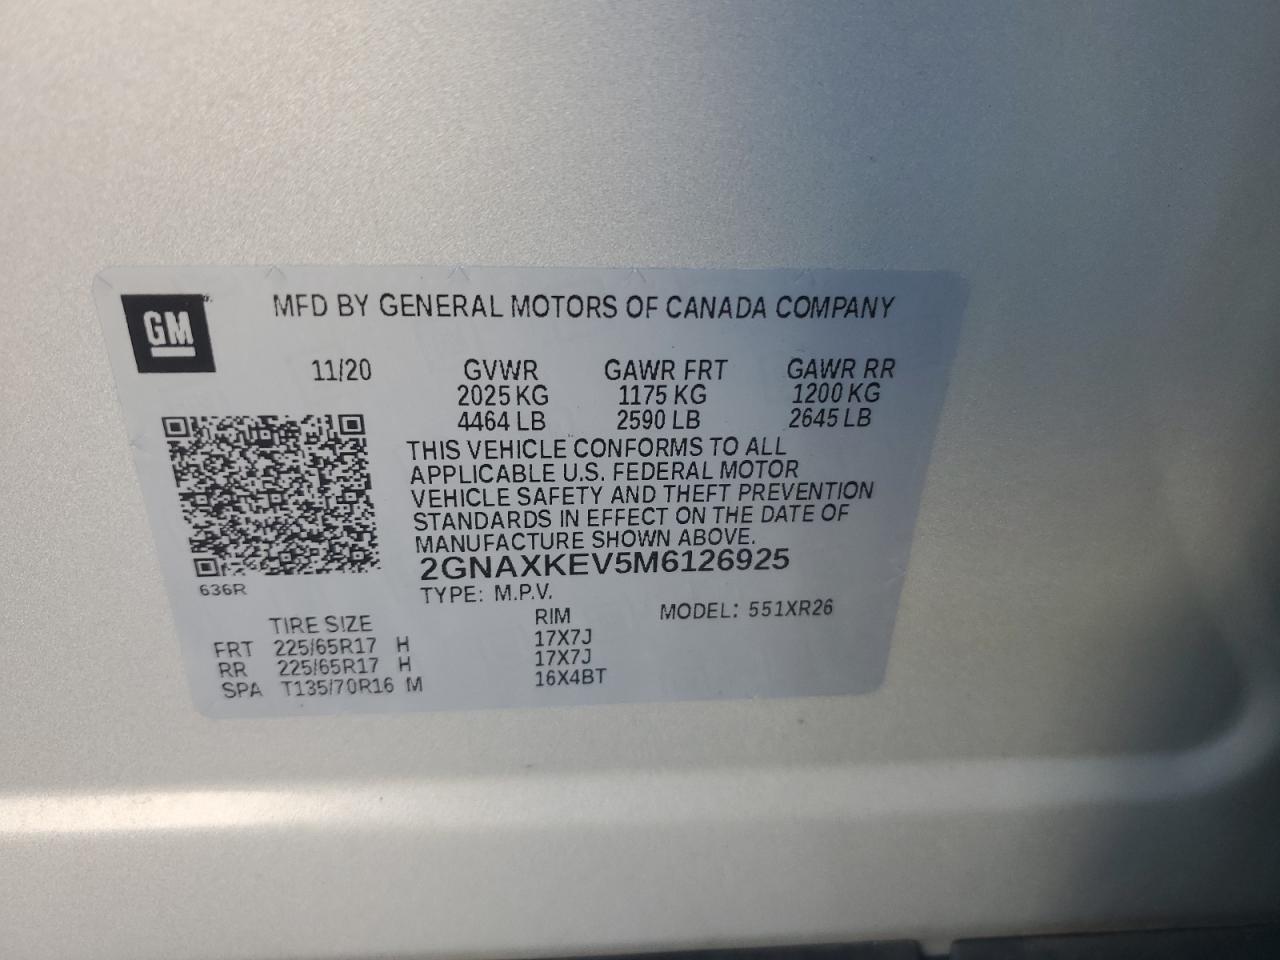 GM
MFD BY GENERAL MOTORS OF CANADA COMPANY
11/20 GVWR GAWR FRT GAWR RR
2025 KG 1175 KG 1200 KG
4464 LB 2590 LB 2645 LB
THIS VEHICLE CONFORMS TO ALL
APPLICABLE U.S. FEDERAL MOTOR
VEHICLE SAFETY AND THEFT PREVENTION
STANDARDS IN EFFECT ON THE DATE OF
MANUFACTURE SHOWN ABOVE.
2GNAXKEV5M6126925
636R
TYPE: M.P.V.
TIRE SIZE RIM MODEL: 551XR26
FRT 225/65R17 H 17X7J
RR 225/65R17 H 17X7J
SPA T135/70R16 M 16X4BT